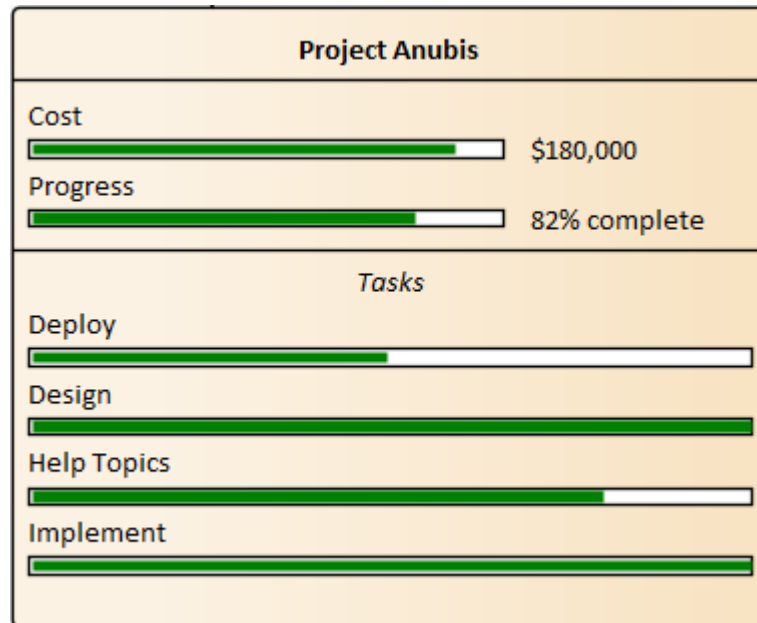 Project Anubis
Cost
$180,000
Progress
82% complete
Tasks
Deploy
Design
Help Topics
Implement